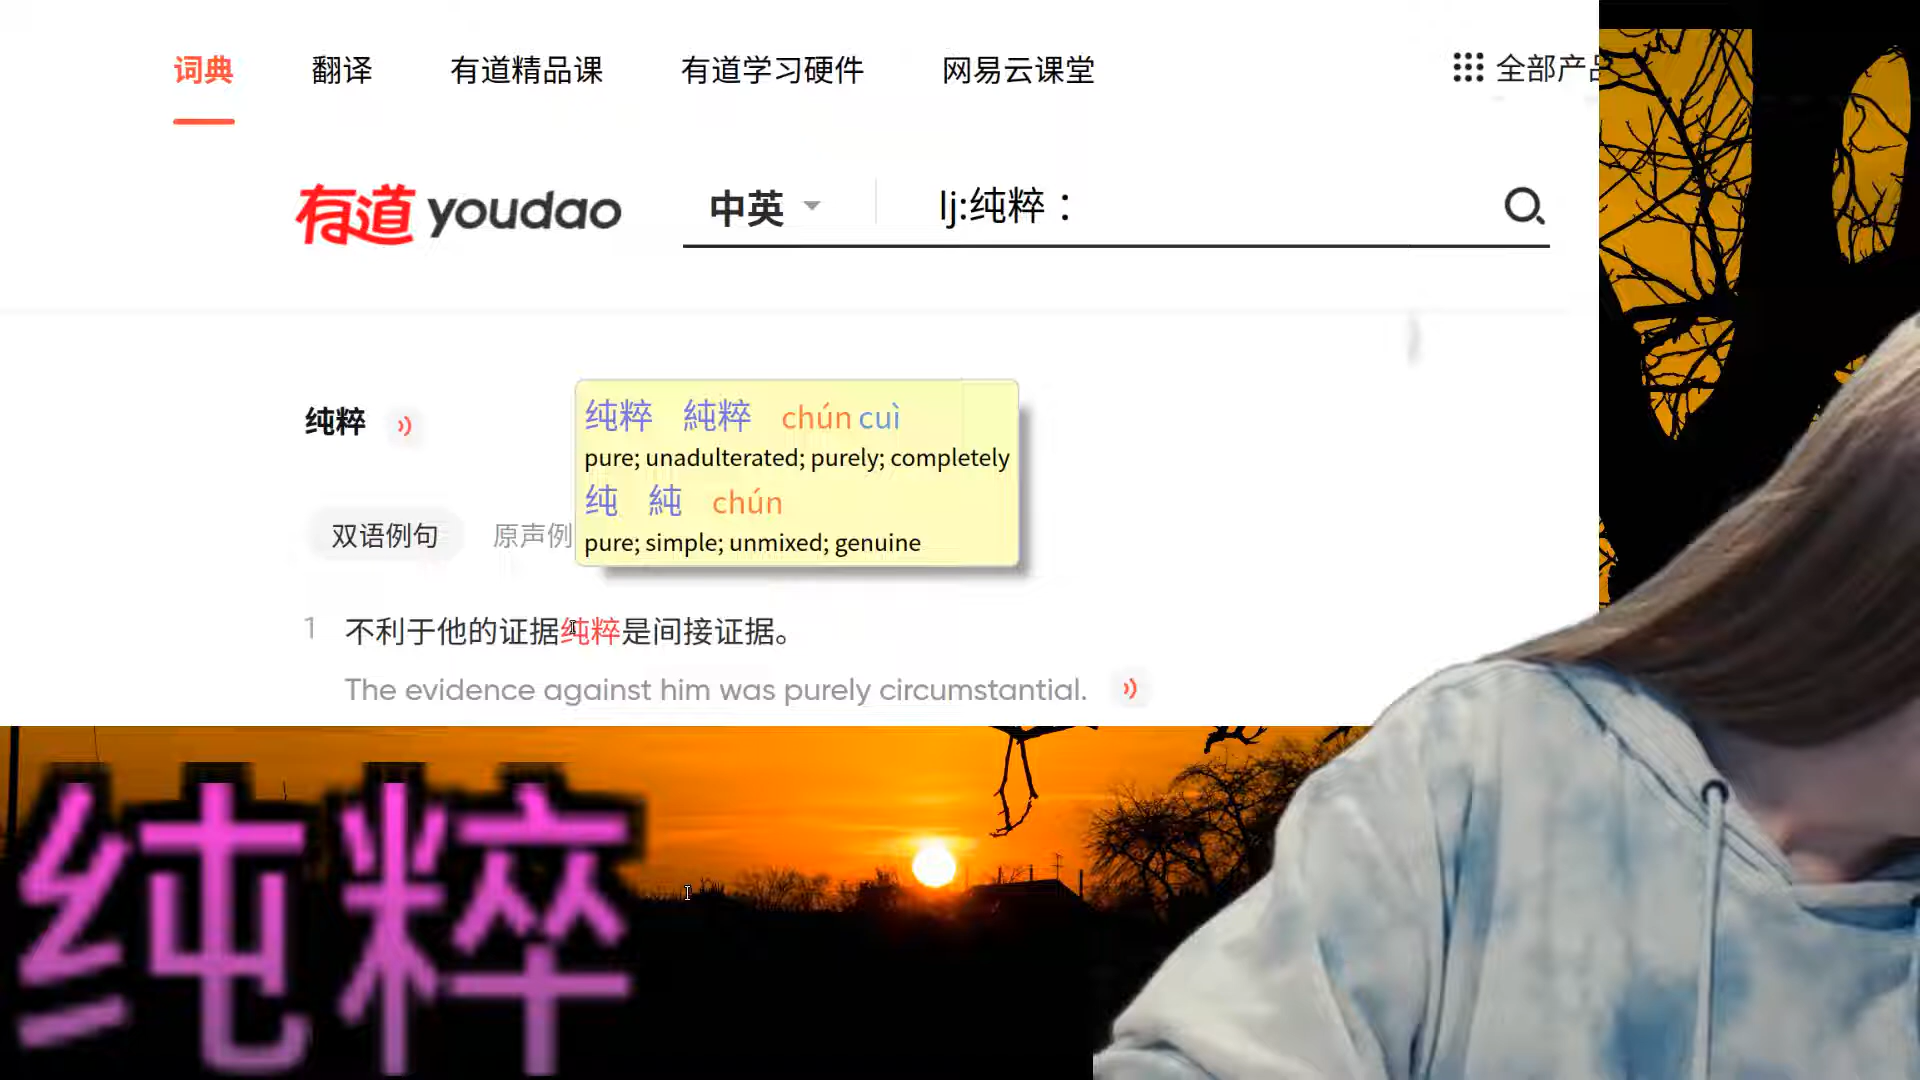 词典 翻译 有道精品课 有道学习硬件 网易云课堂 全部产品
有道 youdao 中英 lj:纯粹：
纯粹
纯粹 純粹 chún cuì
pure; unadulterated; purely; completely
纯 純 chún
pure; simple; unmixed; genuine
双语例句 原声例
1 不利于他的证据纯粹是间接证据。
The evidence against him was purely circumstantial.
纯粹